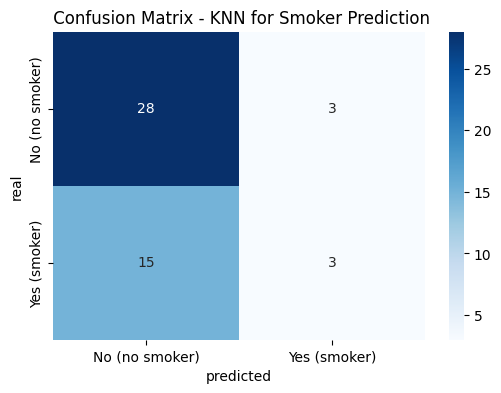 Confusion Matrix - KNN for Smoker Prediction
real
No (no smoker)
Yes (smoker)
28
3
15
3
No (no smoker)
Yes (smoker)
predicted
25
20
15
10
5